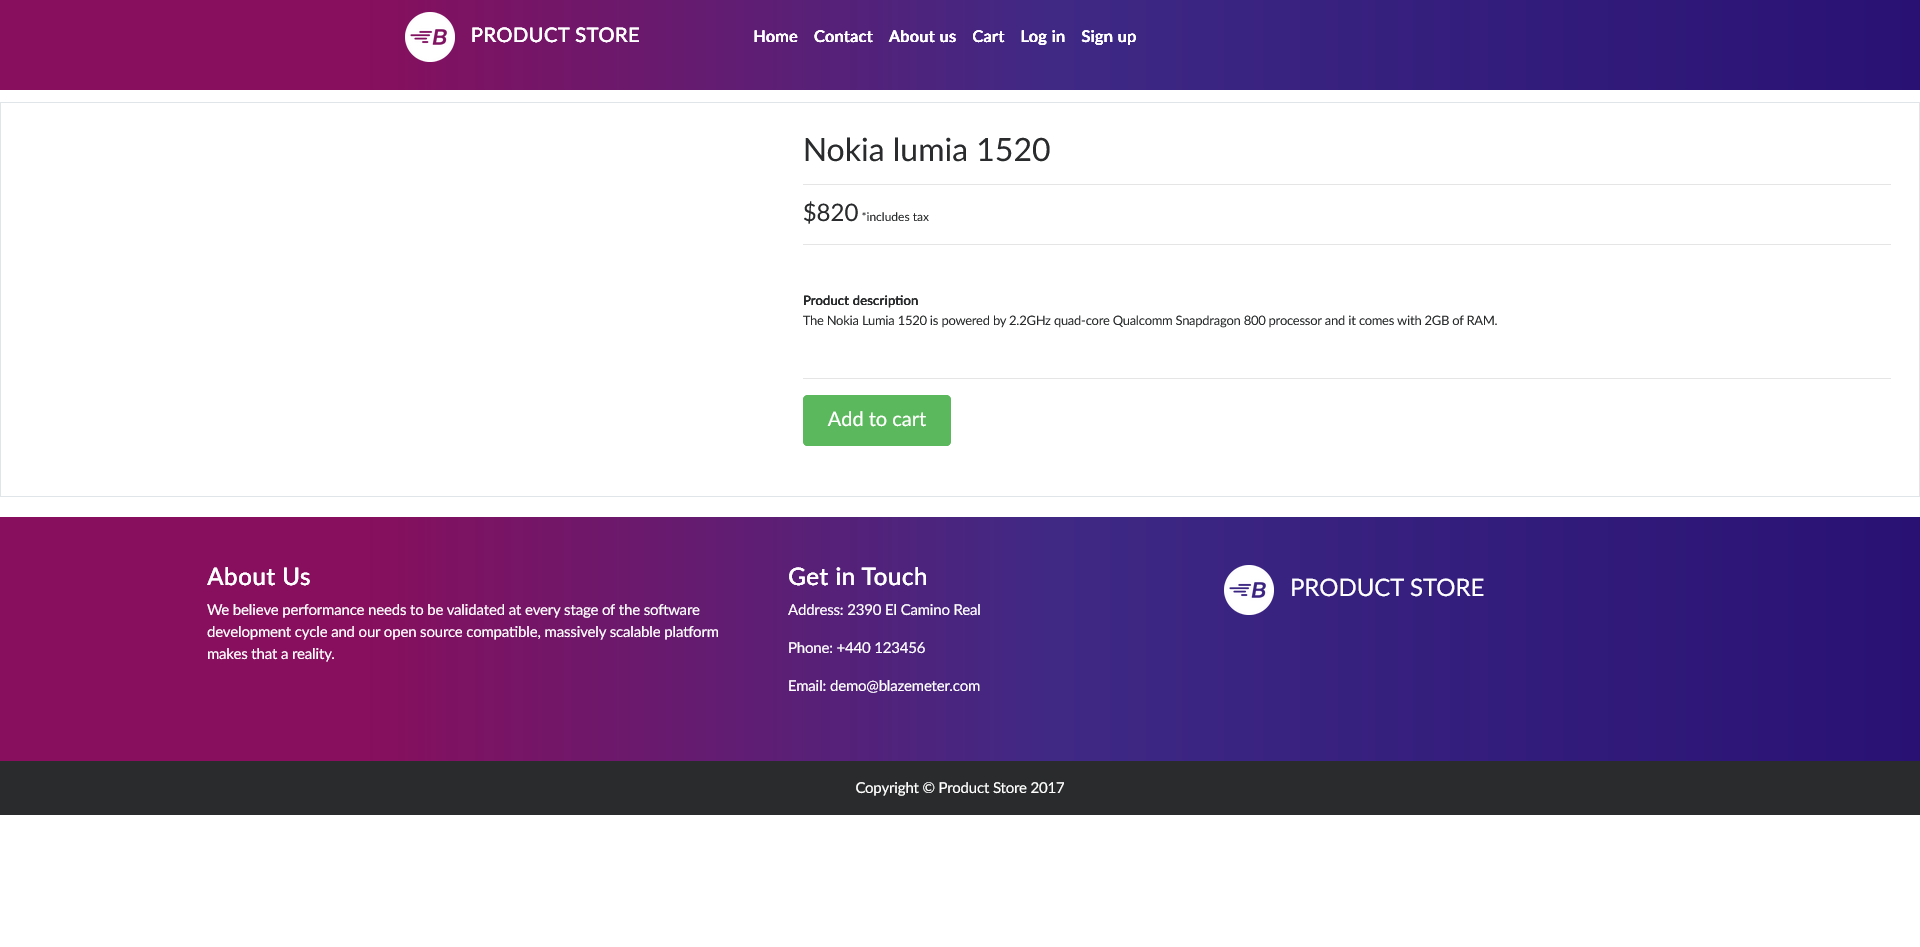 B PRODUCT STORE Home Contact About us Cart Log in Sign up
Nokia lumia 1520
$820 *includes tax
Product description
The Nokia Lumia 1520 is powered by 2.2GHz quad-core Qualcomm Snapdragon 800 processor and it comes with 2GB of RAM.
Add to cart
About Us
We believe performance needs to be validated at every stage of the software
development cycle and our open source compatible, massively scalable platform
makes that a reality.
Get in Touch
Address: 2390 El Camino Real
Phone: +440 123456
Email: demo@blazemeter.com
B PRODUCT STORE
Copyright © Product Store 2017